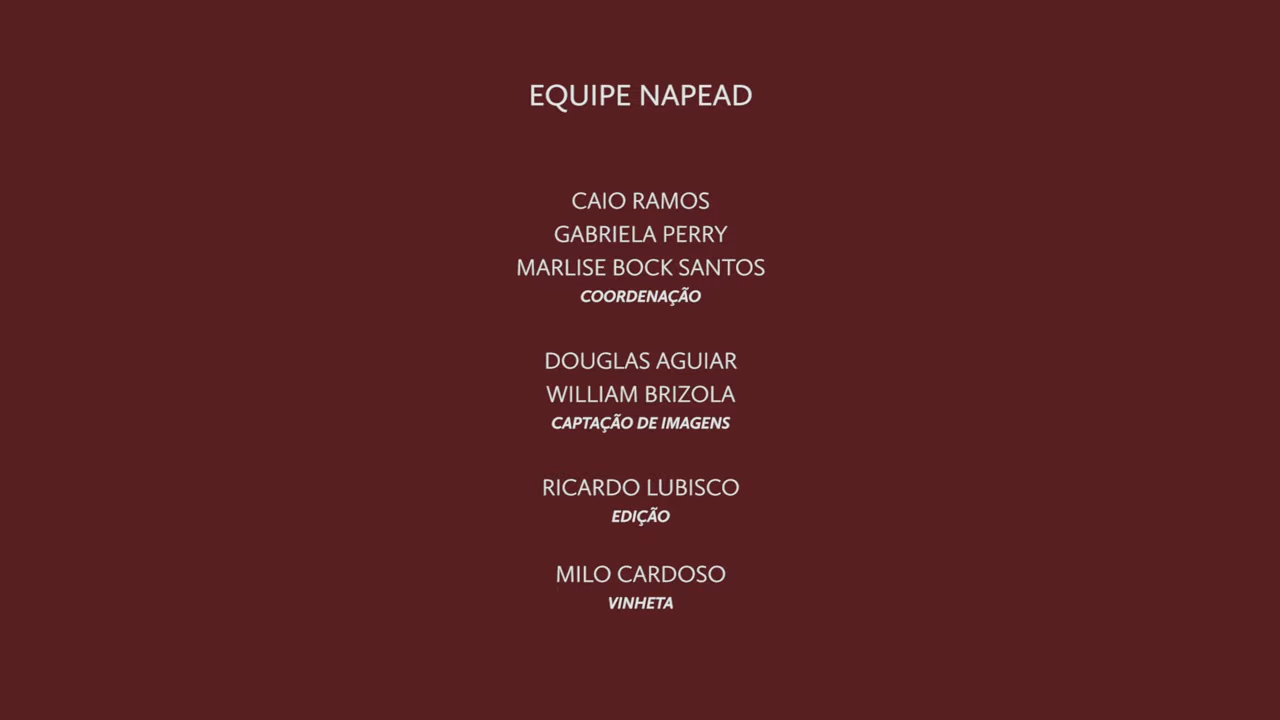 EQUIPE NAPEAD
CAIO RAMOS
GABRIELA PERRY
MARLISE BOCK SANTOS
COORDENAÇÃO
DOUGLAS AGUIAR
WILLIAM BRIZOLA
CAPTAÇÃO DE IMAGENS
RICARDO LUBISCO
EDIÇÃO
MILO CARDOSO
VINHETA